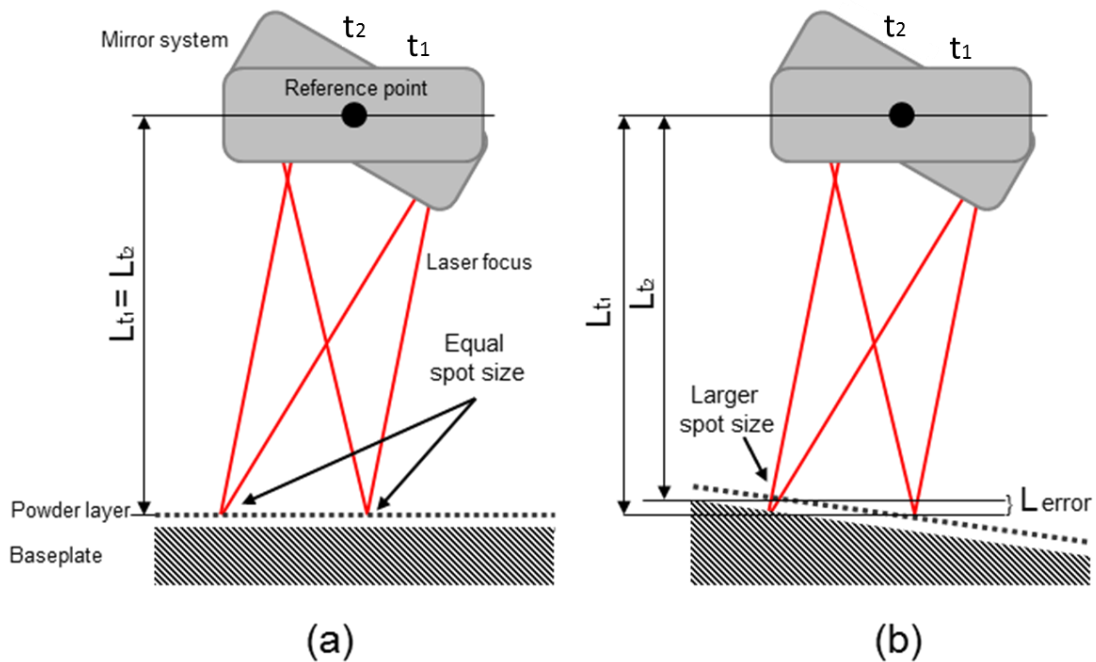 t2
t1
Mirror system
Reference point
Lt1 = Lt2
Laser focus
Equal
spot size
Powder layer
Baseplate
(a)
t2
t1
Lt1
Lt2
Larger
spot size
} L error
(b)